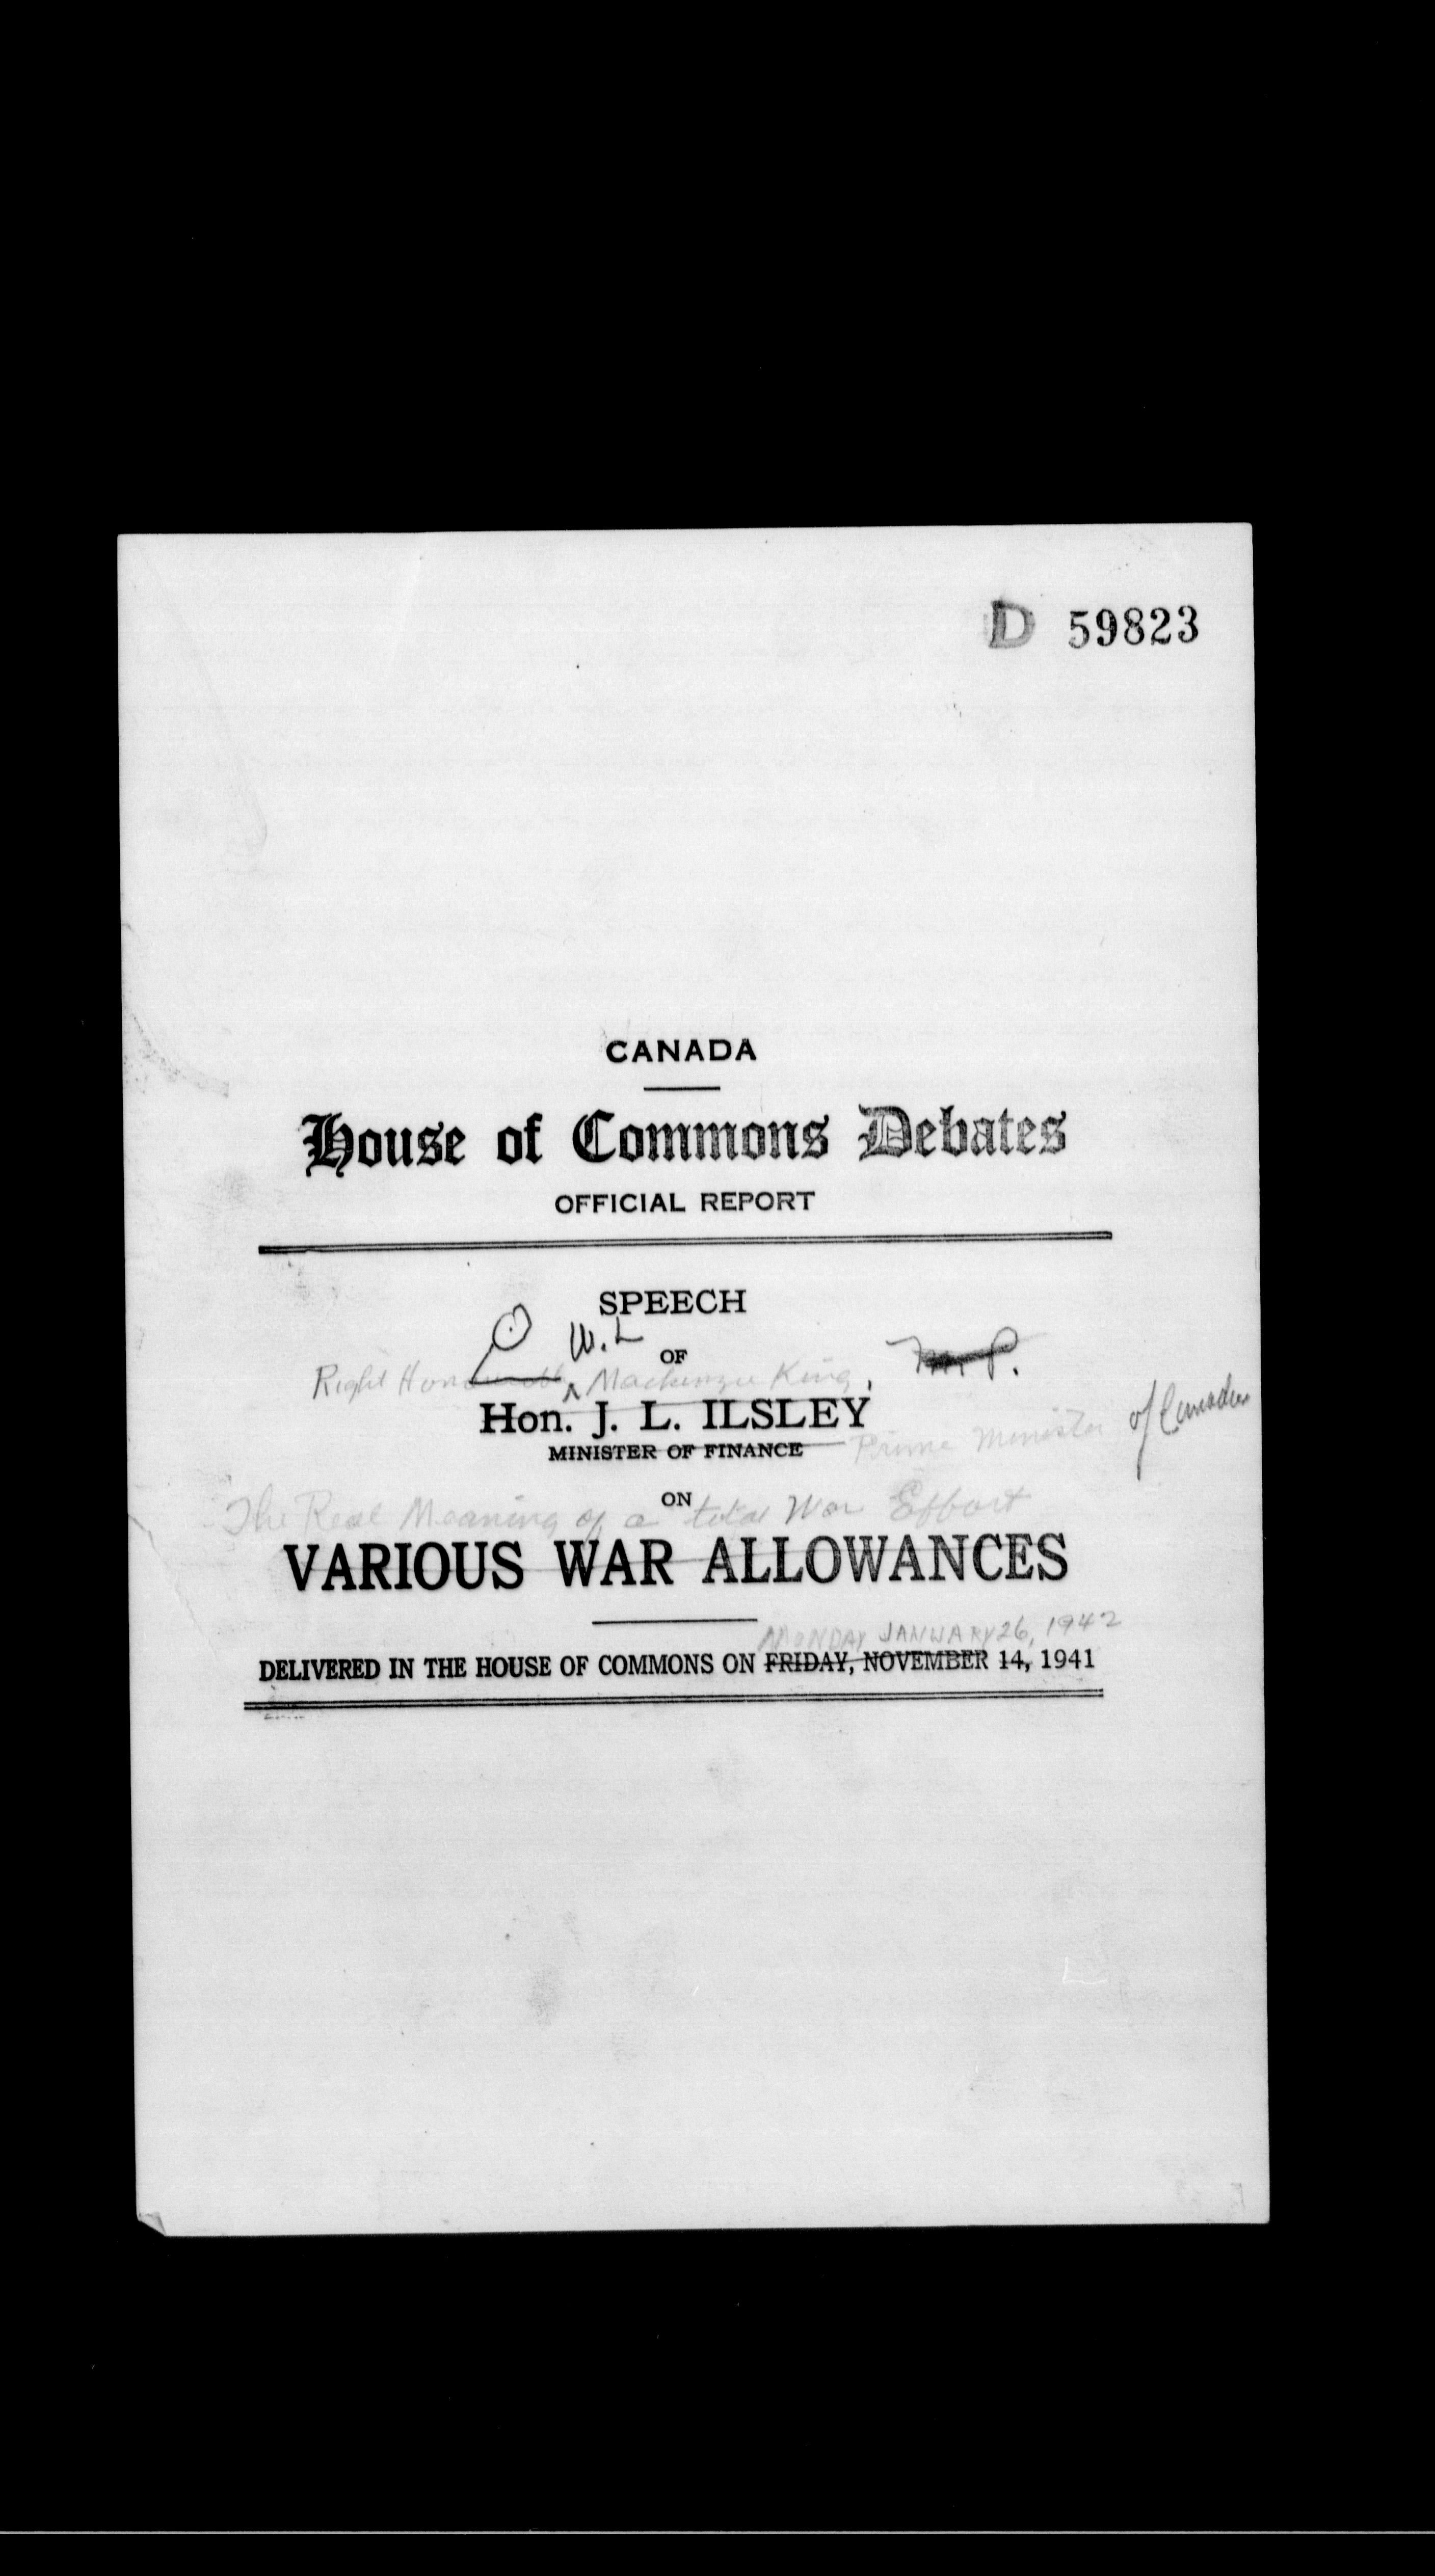 D 59823
CANADA
House of Commons Debates
OFFICIAL REPORT
SPEECH
W. L
OF
Right Honourable Mackenzie King, M. P.
Hon. J. L. ILSLEY
MINISTER OF FINANCE Prime Minister of Canada
ON
The Real Meaning of a total War Effort
VARIOUS WAR ALLOWANCES
MONDAY JANUARY 26, 1942
DELIVERED IN THE HOUSE OF COMMONS ON FRIDAY, NOVEMBER 14, 1941